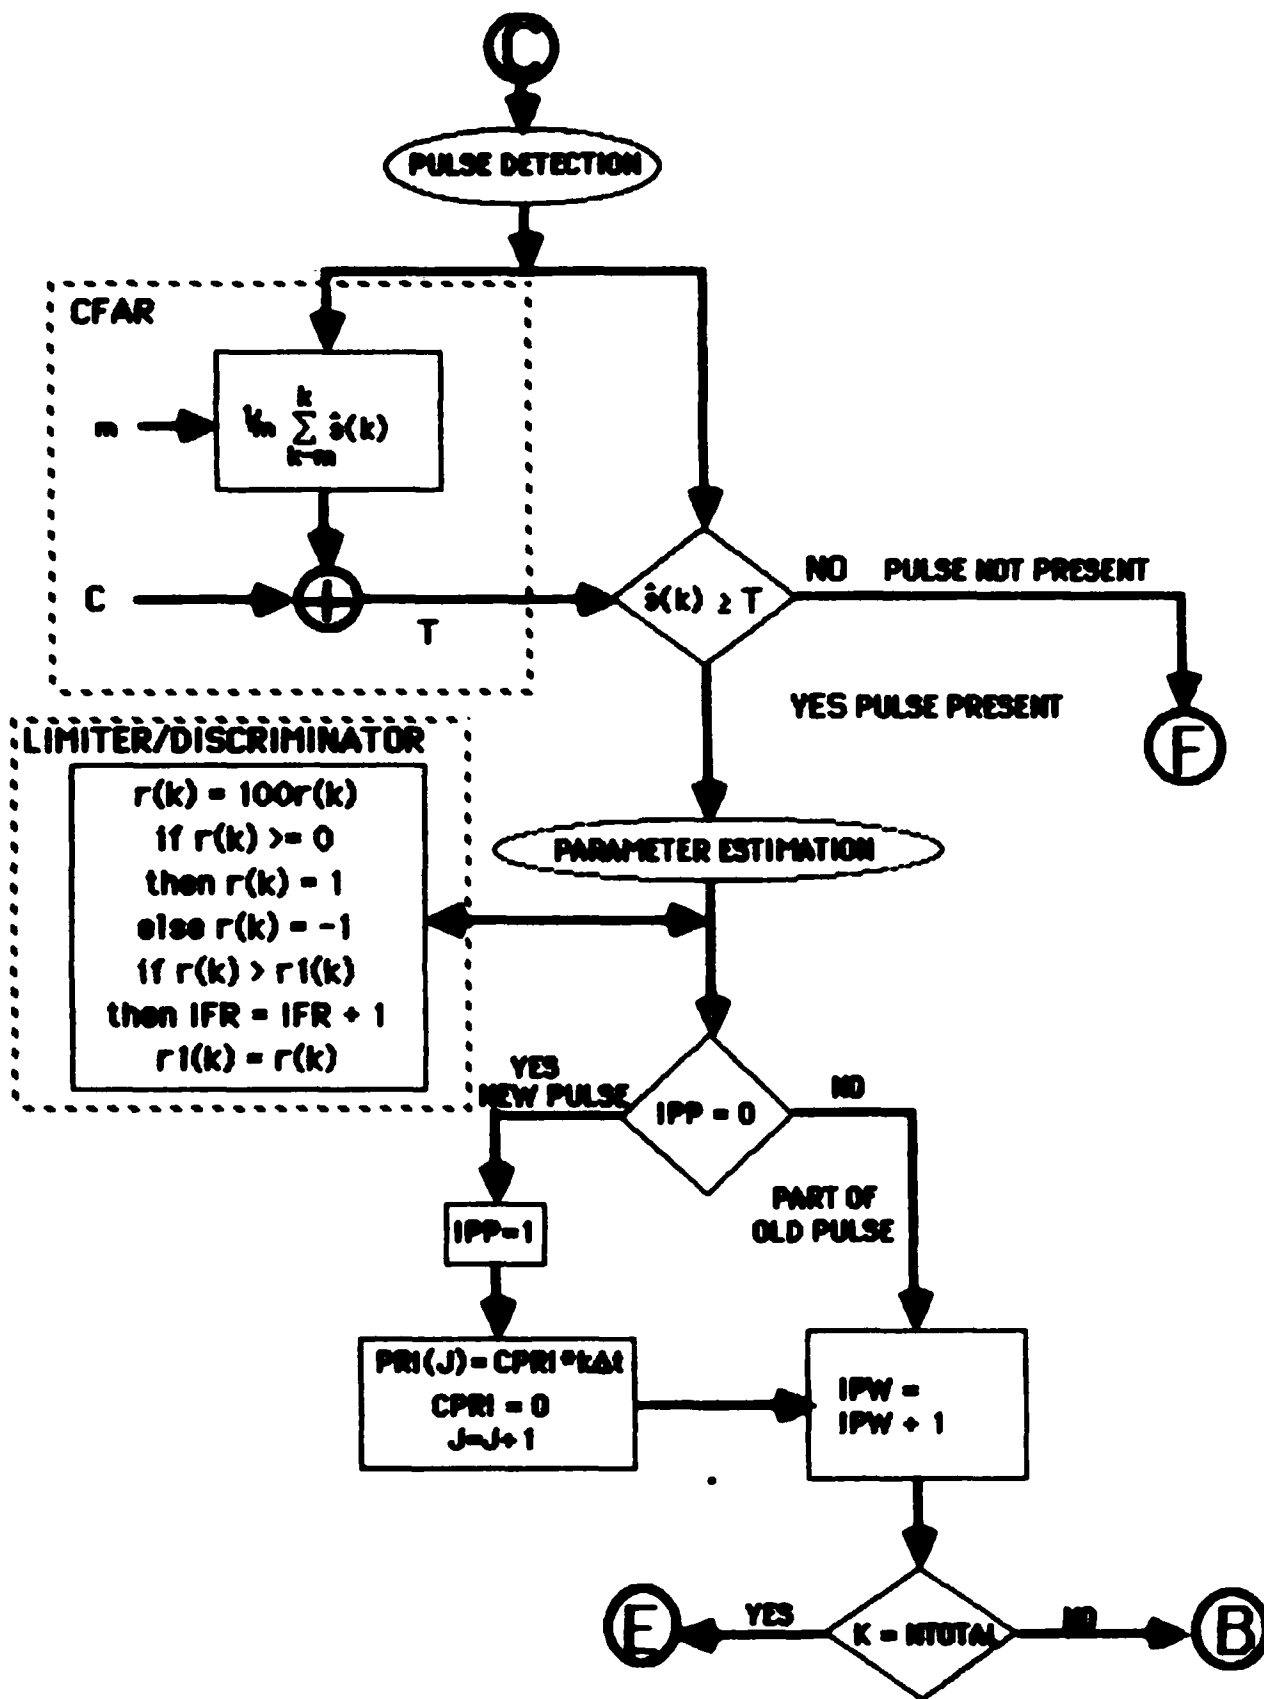 C
PULSE DETECTION
CFAR
m
1/m Σ ŝ(k)
k
k-m
C
T
ŝ(k) ≥ T
NO PULSE NOT PRESENT
YES PULSE PRESENT
F
LIMITER/DISCRIMINATOR
r(k) = 100r(k)
if r(k) >= 0
then r(k) = 1
else r(k) = -1
if r(k) > r1(k)
then IFR = IFR + 1
r1(k) = r(k)
PARAMETER ESTIMATION
YES
NEW PULSE
IPP = 0
NO
PART OF
OLD PULSE
IPP=1
PRI(J)=CPRI*kΔt
CPRI = 0
J=J+1
IPW =
IPW + 1
E
YES
K = NTOTAL
NO
B